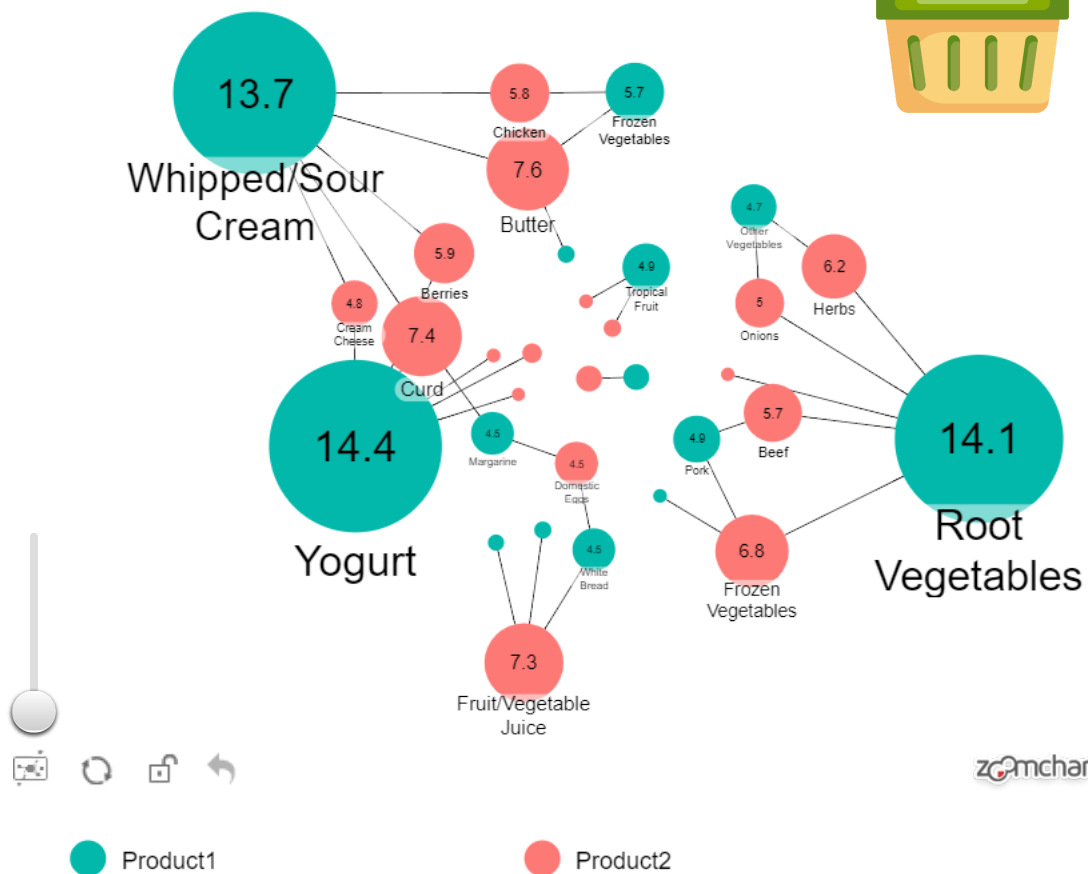 13.7
Whipped/Sour
Cream
5.8
Chicken
5.7
Frozen
Vegetables
7.6
Butter
5.9
Berries
4.8
Cream
Cheese
7.4
Curd
4.9
Tropical
Fruit
4.7
Other
Vegetables
6.2
Herbs
5
Onions
14.4
Yogurt
4.5
Margarine
4.5
Domestic
Eggs
4.5
White
Bread
7.3
Fruit/Vegetable
Juice
5.7
Beef
4.9
Pork
6.8
Frozen
Vegetables
14.1
Root
Vegetables
zoomchar
Product1
Product2